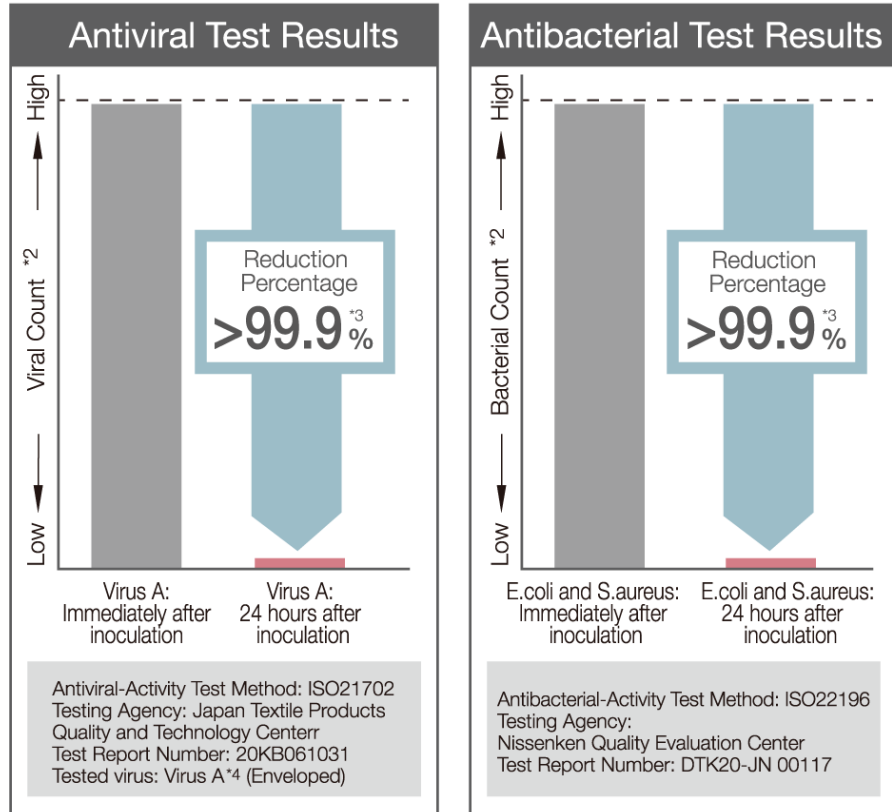 Antiviral Test Results
High
Viral Count *2
Low
Reduction
Percentage
>99.9 *3 %
Virus A:
Immediately after
inoculation
Virus A:
24 hours after
inoculation
Antiviral-Activity Test Method: ISO21702
Testing Agency: Japan Textile Products
Quality and Technology Centerr
Test Report Number: 20KB061031
Tested virus: Virus A*4 (Enveloped)
Antibacterial Test Results
High
Bacterial Count *2
Low
Reduction
Percentage
>99.9 *3 %
E.coli and S.aureus:
Immediately after
inoculation
E.coli and S.aureus:
24 hours after
inoculation
Antibacterial-Activity Test Method: ISO22196
Testing Agency:
Nissenken Quality Evaluation Center
Test Report Number: DTK20-JN 00117